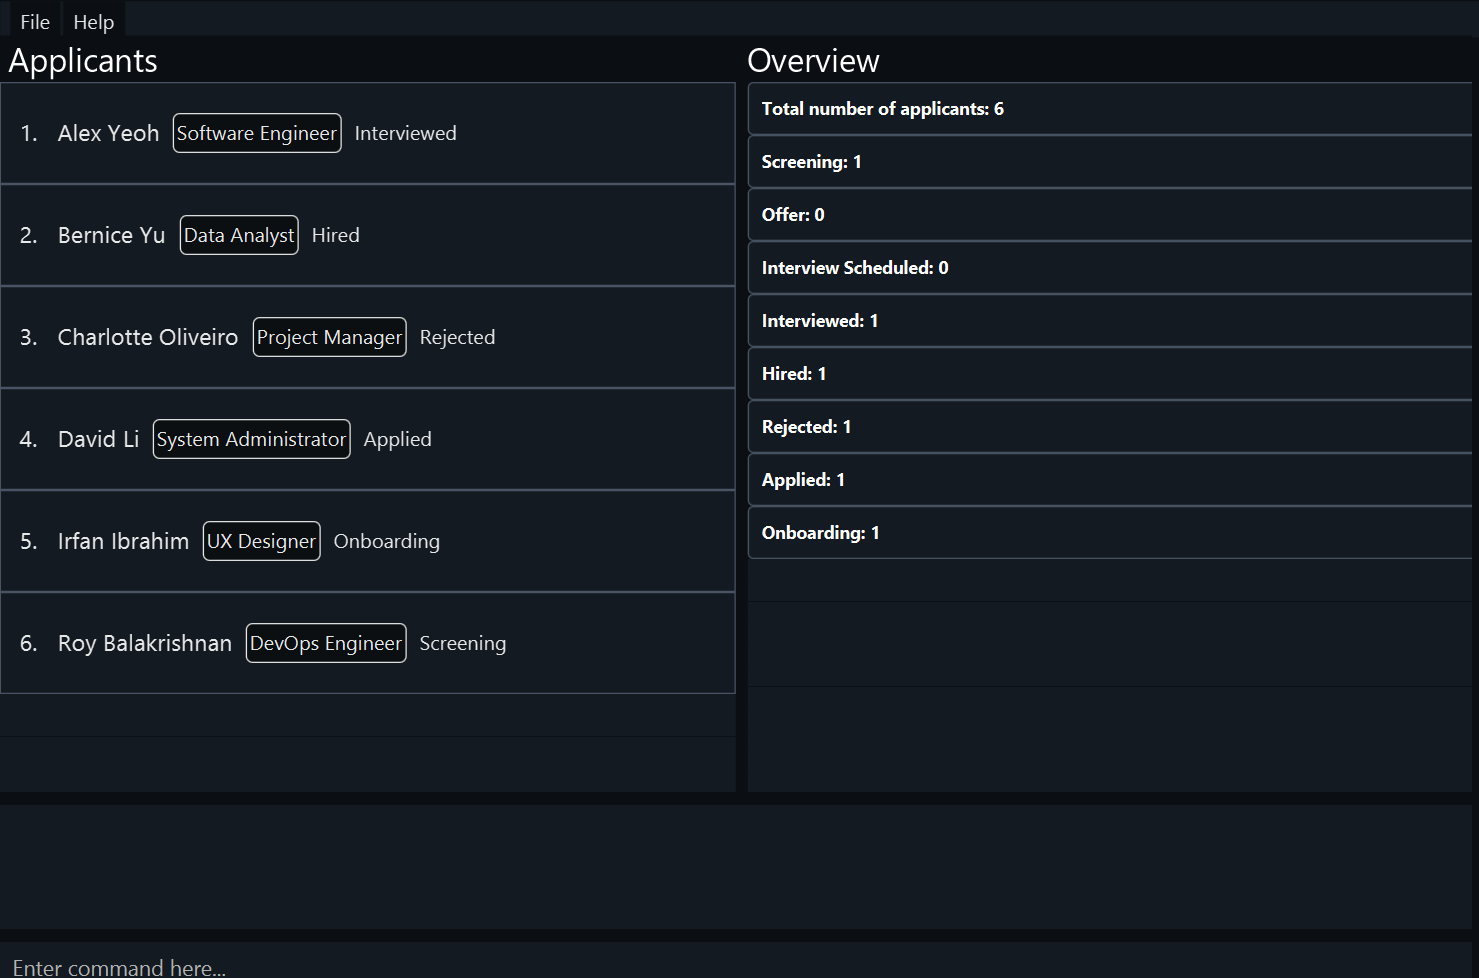 File Help
Applicants
1. Alex Yeoh Software Engineer Interviewed
2. Bernice Yu Data Analyst Hired
3. Charlotte Oliveiro Project Manager Rejected
4. David Li System Administrator Applied
5. Irfan Ibrahim UX Designer Onboarding
6. Roy Balakrishnan DevOps Engineer Screening
Overview
Total number of applicants: 6
Screening: 1
Offer: 0
Interview Scheduled: 0
Interviewed: 1
Hired: 1
Rejected: 1
Applied: 1
Onboarding: 1
Enter command here...